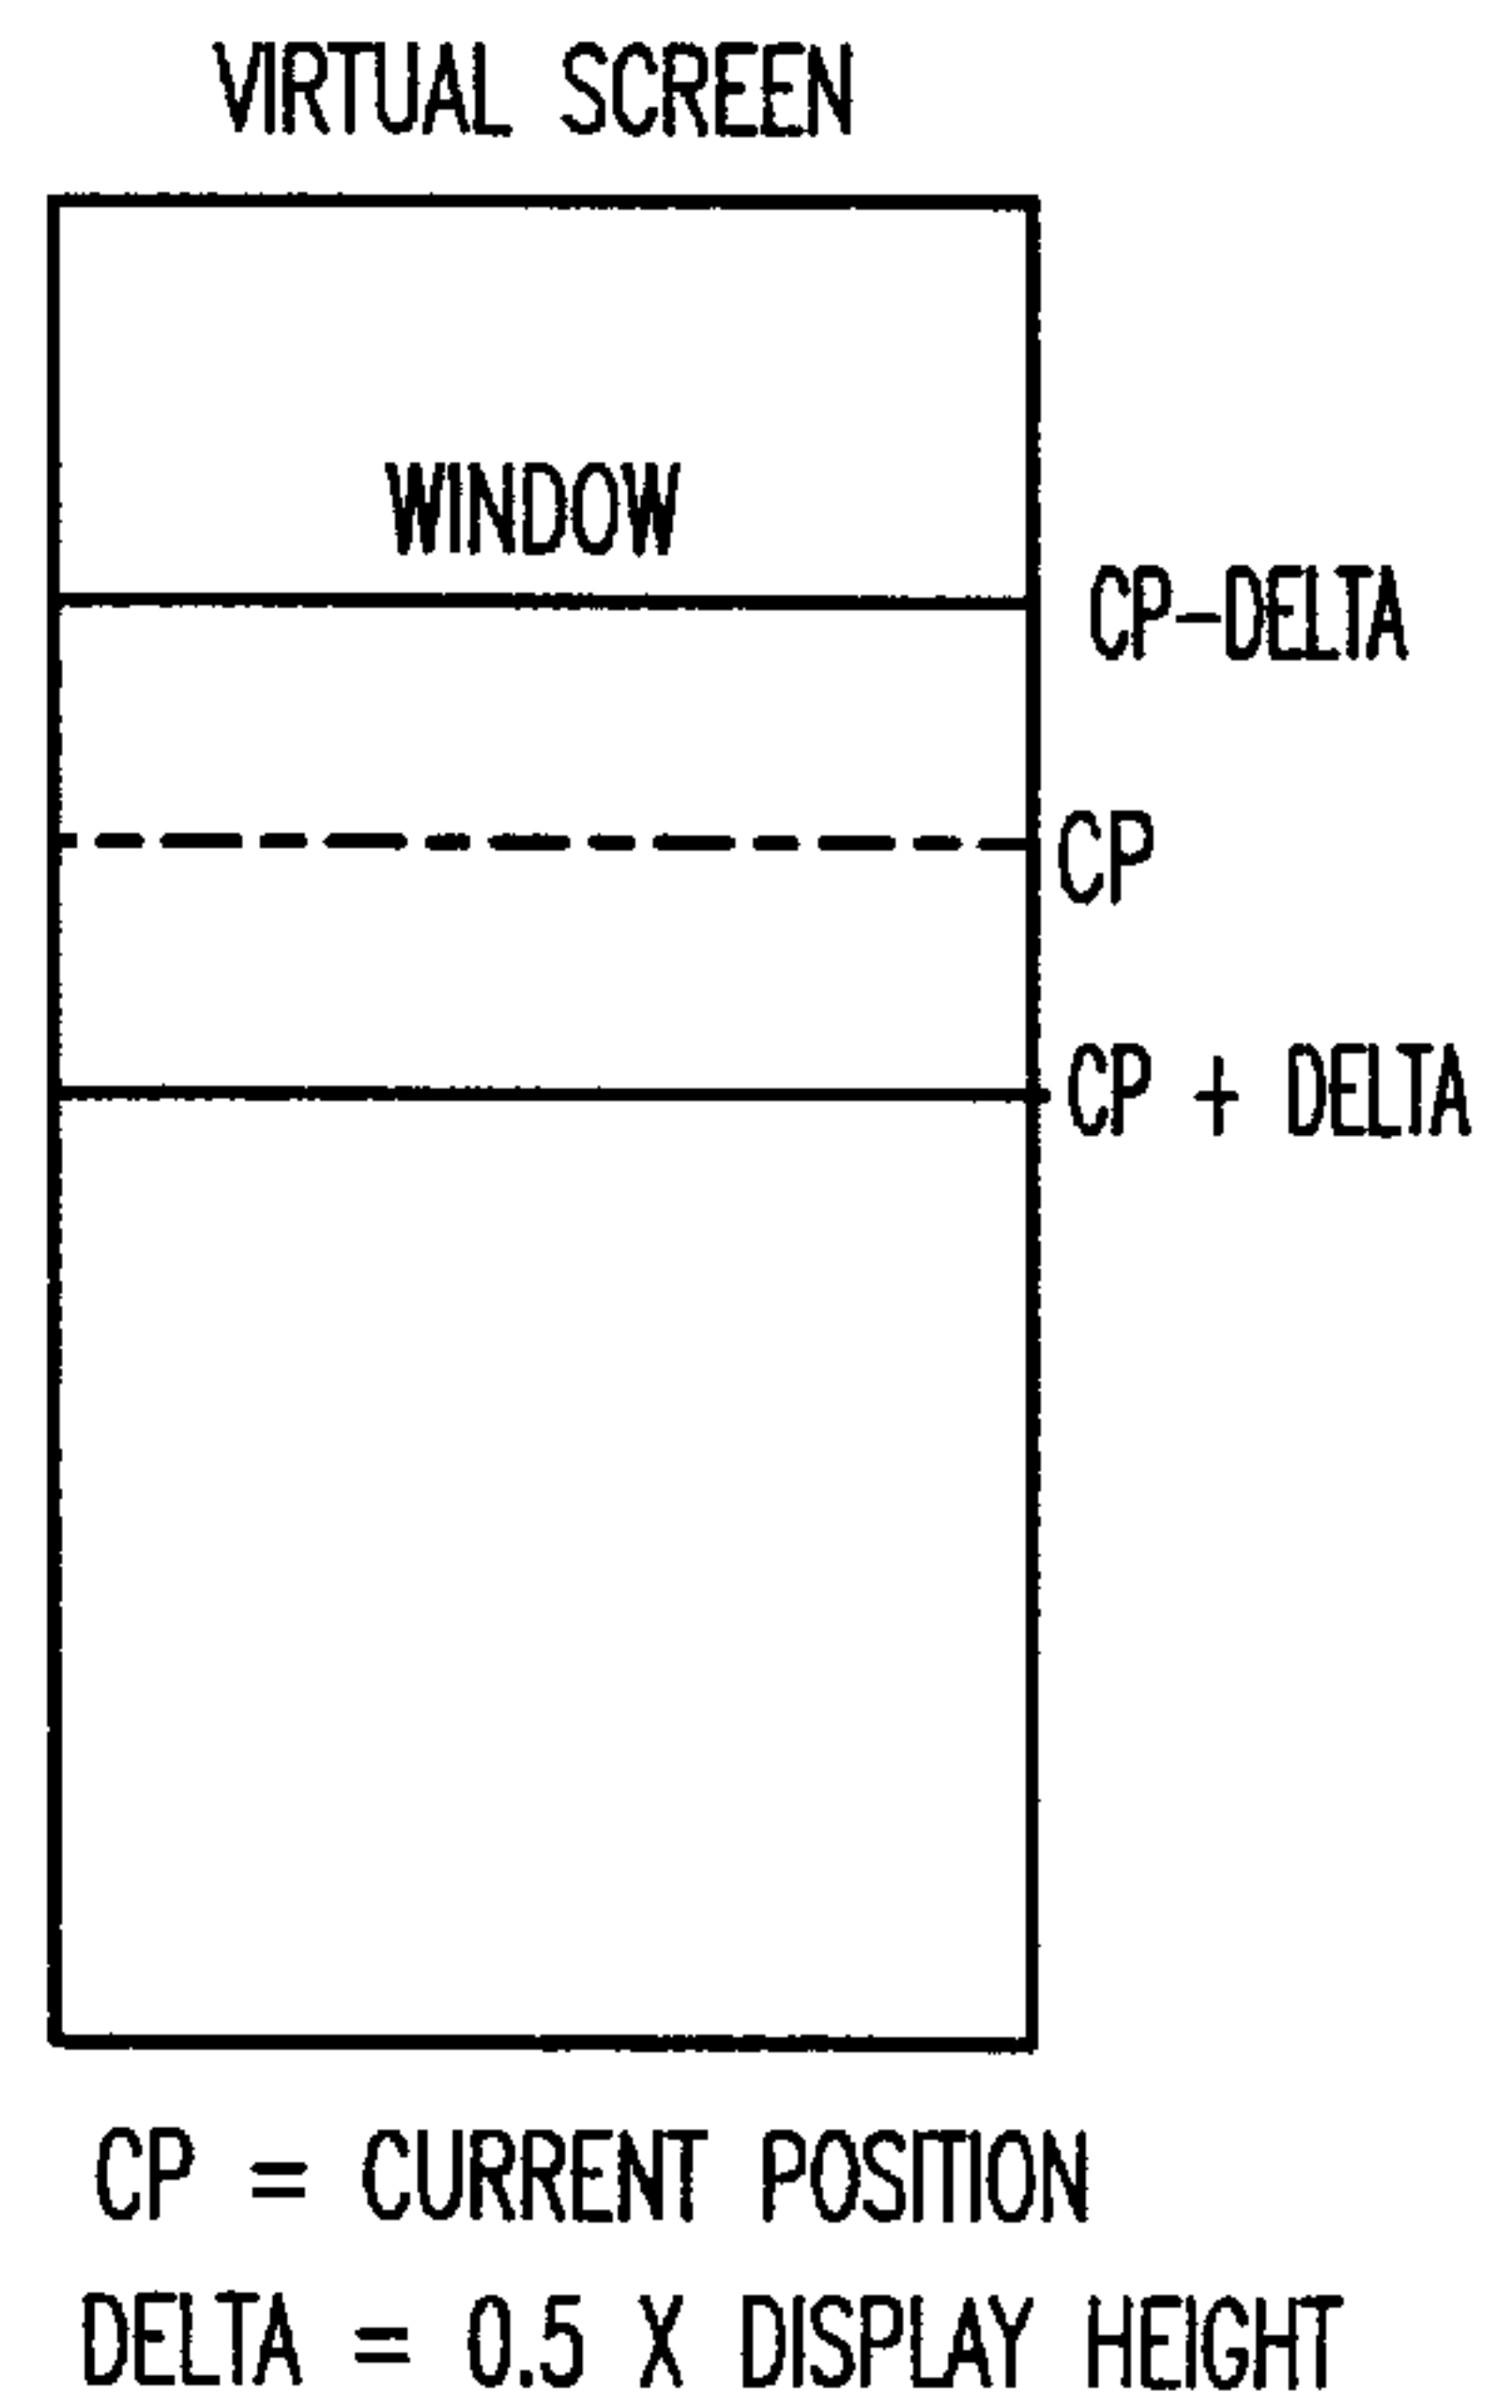 VIRTUAL SCREEN
WINDOW
CP-DELTA
CP
CP + DELTA
CP = CURRENT POSITION
DELTA = 0.5 X DISPLAY HEIGHT